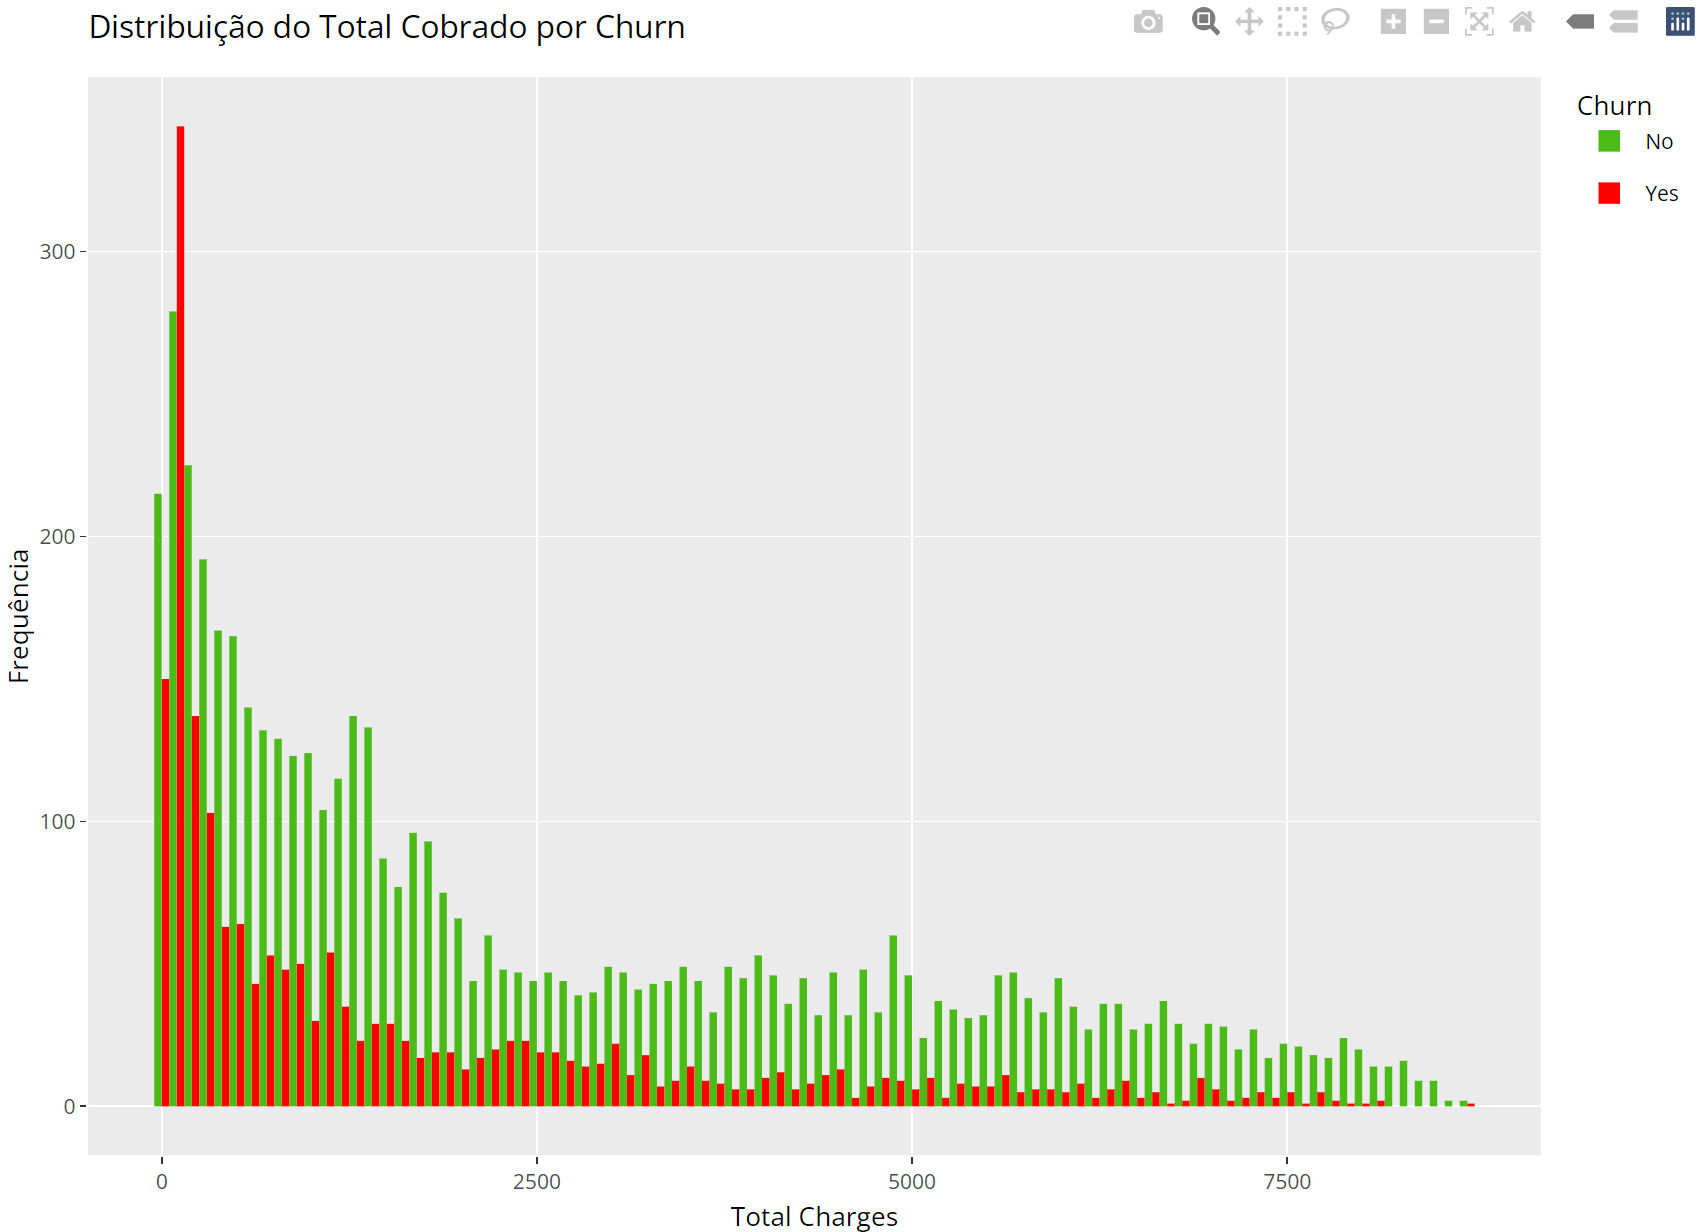 Distribuição do Total Cobrado por Churn
Churn
No
Yes
300
200
100
0
Frequência
0 2500 5000 7500
Total Charges